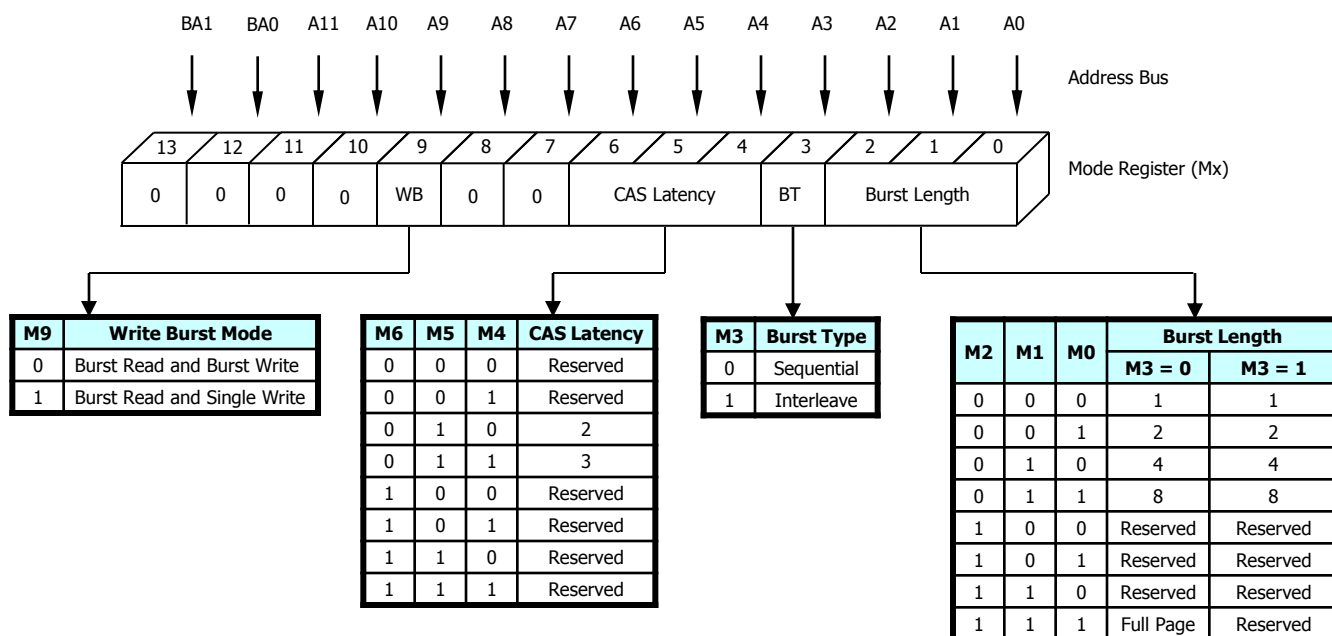 BA1 BA0 A11 A10 A9 A8 A7 A6 A5 A4 A3 A2 A1 A0
Address Bus
13 12 11 10 9 8 7 6 5 4 3 2 1 0
Mode Register (Mx)
0 0 0 0 WB 0 0 CAS Latency BT Burst Length
M9 Write Burst Mode
0 Burst Read and Burst Write
1 Burst Read and Single Write
M6 M5 M4 CAS Latency
0 0 0 Reserved
0 0 1 Reserved
0 1 0 2
0 1 1 3
1 0 0 Reserved
1 0 1 Reserved
1 1 0 Reserved
1 1 1 Reserved
M3 Burst Type
0 Sequential
1 Interleave
M2 M1 M0 Burst Length
M3 = 0 M3 = 1
0 0 0 1 1
0 0 1 2 2
0 1 0 4 4
0 1 1 8 8
1 0 0 Reserved Reserved
1 0 1 Reserved Reserved
1 1 0 Reserved Reserved
1 1 1 Full Page Reserved